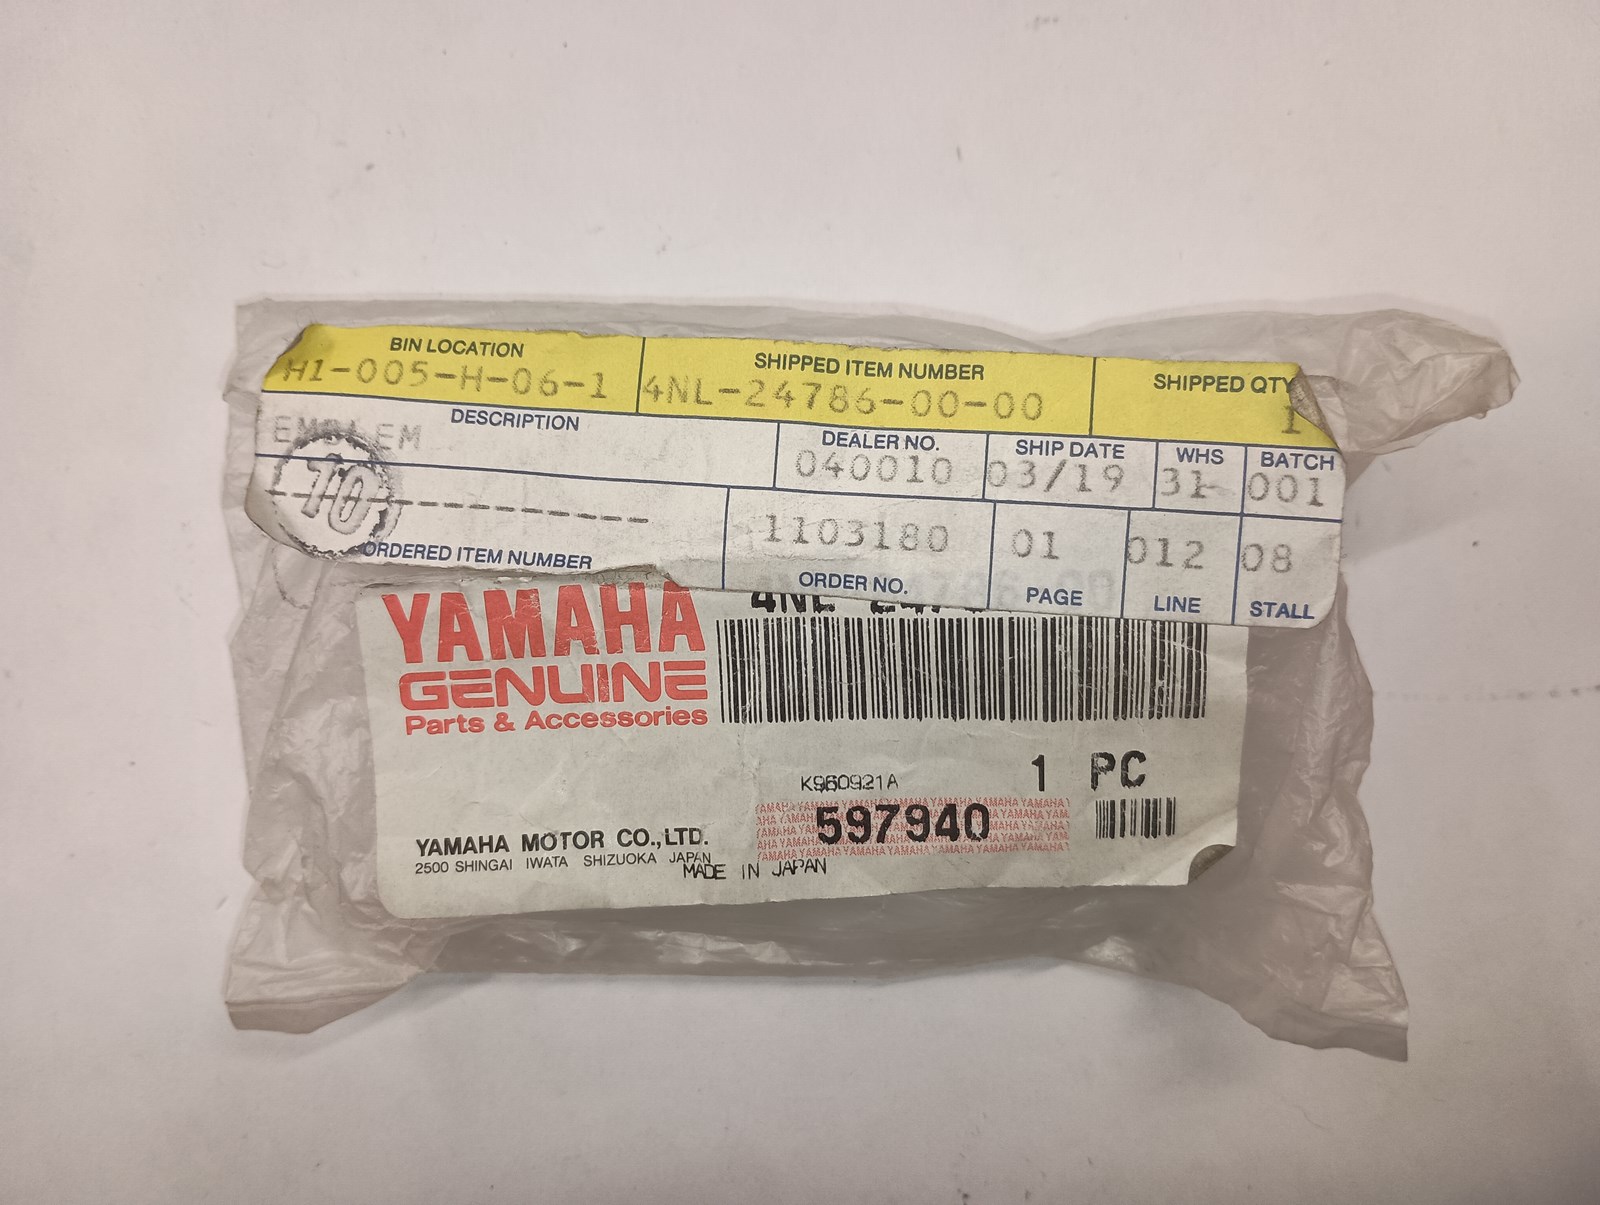 BIN LOCATION SHIPPED ITEM NUMBER SHIPPED QTY
H1-005-H-06-1 4NL-24786-00-00 1
DESCRIPTION DEALER NO. SHIP DATE WHS BATCH
EMBLEM 040010 03/19 31 001
TO
1103180 01 012 08
ORDERED ITEM NUMBER ORDER NO. PAGE LINE STALL
YAMAHA
GENUINE
Parts & Accessories
1 PC
K960921A
597940
YAMAHA MOTOR CO.,LTD.
2500 SHINGAI IWATA SHIZUOKA JAPAN
MADE IN JAPAN